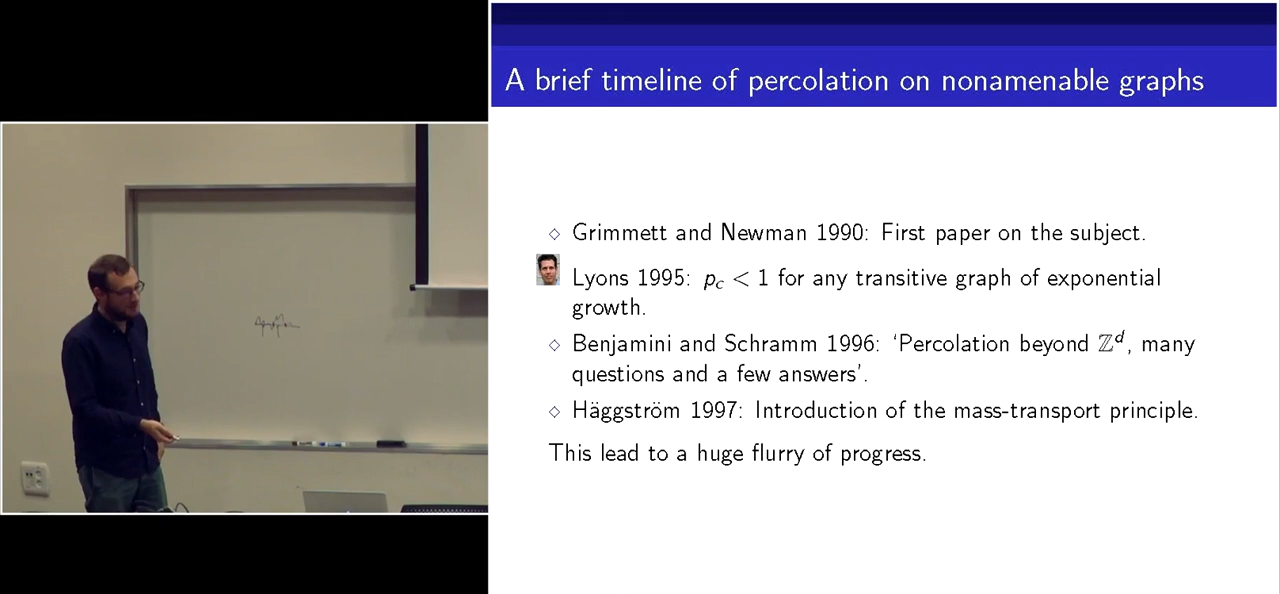 A brief timeline of percolation on nonamenable graphs
◇ Grimmett and Newman 1990: First paper on the subject.
Lyons 1995: p_c < 1 for any transitive graph of exponential
growth.
◇ Benjamini and Schramm 1996: ‘Percolation beyond ℤ^d, many
questions and a few answers’.
◇ Häggström 1997: Introduction of the mass-transport principle.
This lead to a huge flurry of progress.